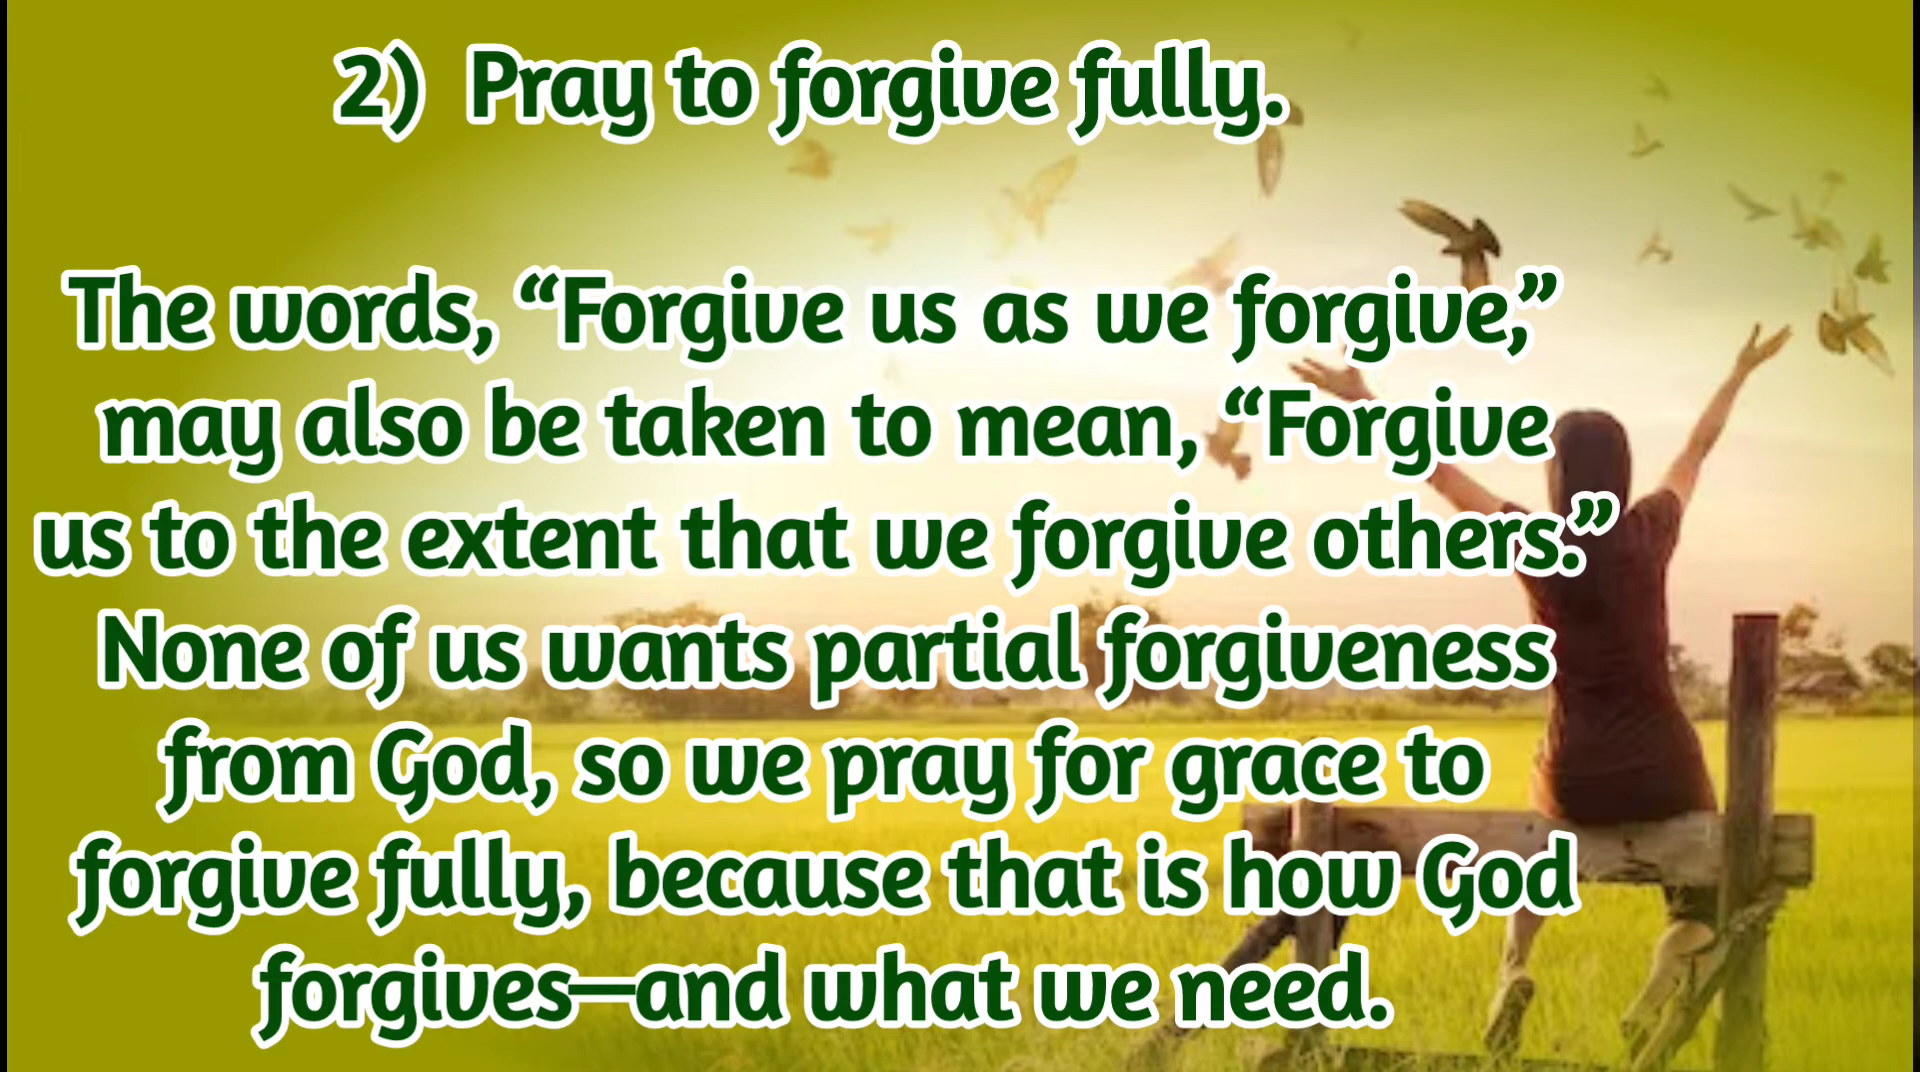 2) Pray to forgive fully.
The words, “Forgive us as we forgive,”
may also be taken to mean, “Forgive
us to the extent that we forgive others.”
None of us wants partial forgiveness
from God, so we pray for grace to
forgive fully, because that is how God
forgives—and what we need.